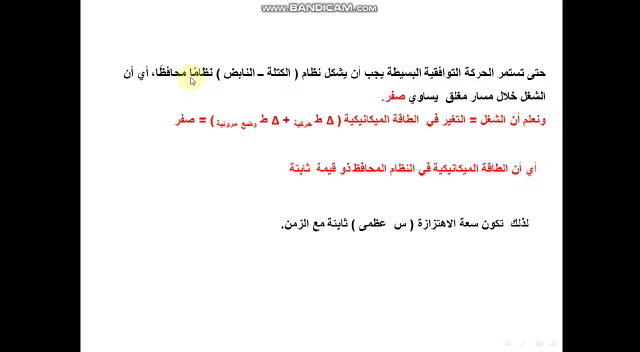 www.BANDICAM.com
حتى تستمر الحركة التوافقية البسيطة يجب أن يشكل نظام ( الكتلة – النابض ) نظامًا محافظًا، أي أن
الشغل خلال مسار مغلق يساوي صفر.
ونعلم أن الشغل = التغير في الطاقة الميكانيكية ( Δ ط حركية + Δ ط وضع مرونية ) = صفر
أي أن الطاقة الميكانيكية في النظام المحافظ ذو قيمة ثابتة
لذلك تكون سعة الاهتزازة ( س عظمى ) ثابتة مع الزمن.